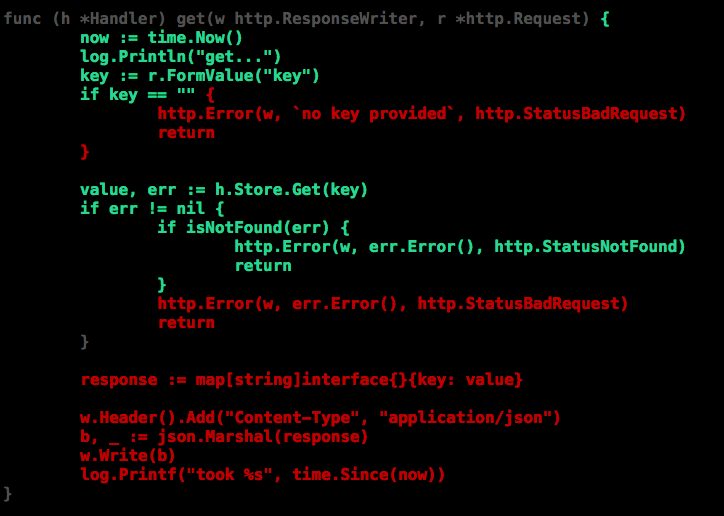 func (h *Handler) get(w http.ResponseWriter, r *http.Request) {
        now := time.Now()
        log.Println("get...")
        key := r.FormValue("key")
        if key == "" {
                http.Error(w, `no key provided`, http.StatusBadRequest)
                return
        }

        value, err := h.Store.Get(key)
        if err != nil {
                if isNotFound(err) {
                        http.Error(w, err.Error(), http.StatusNotFound)
                        return
                }
                http.Error(w, err.Error(), http.StatusBadRequest)
                return
        }

        response := map[string]interface{}{key: value}

        w.Header().Add("Content-Type", "application/json")
        b, _ := json.Marshal(response)
        w.Write(b)
        log.Printf("took %s", time.Since(now))
}